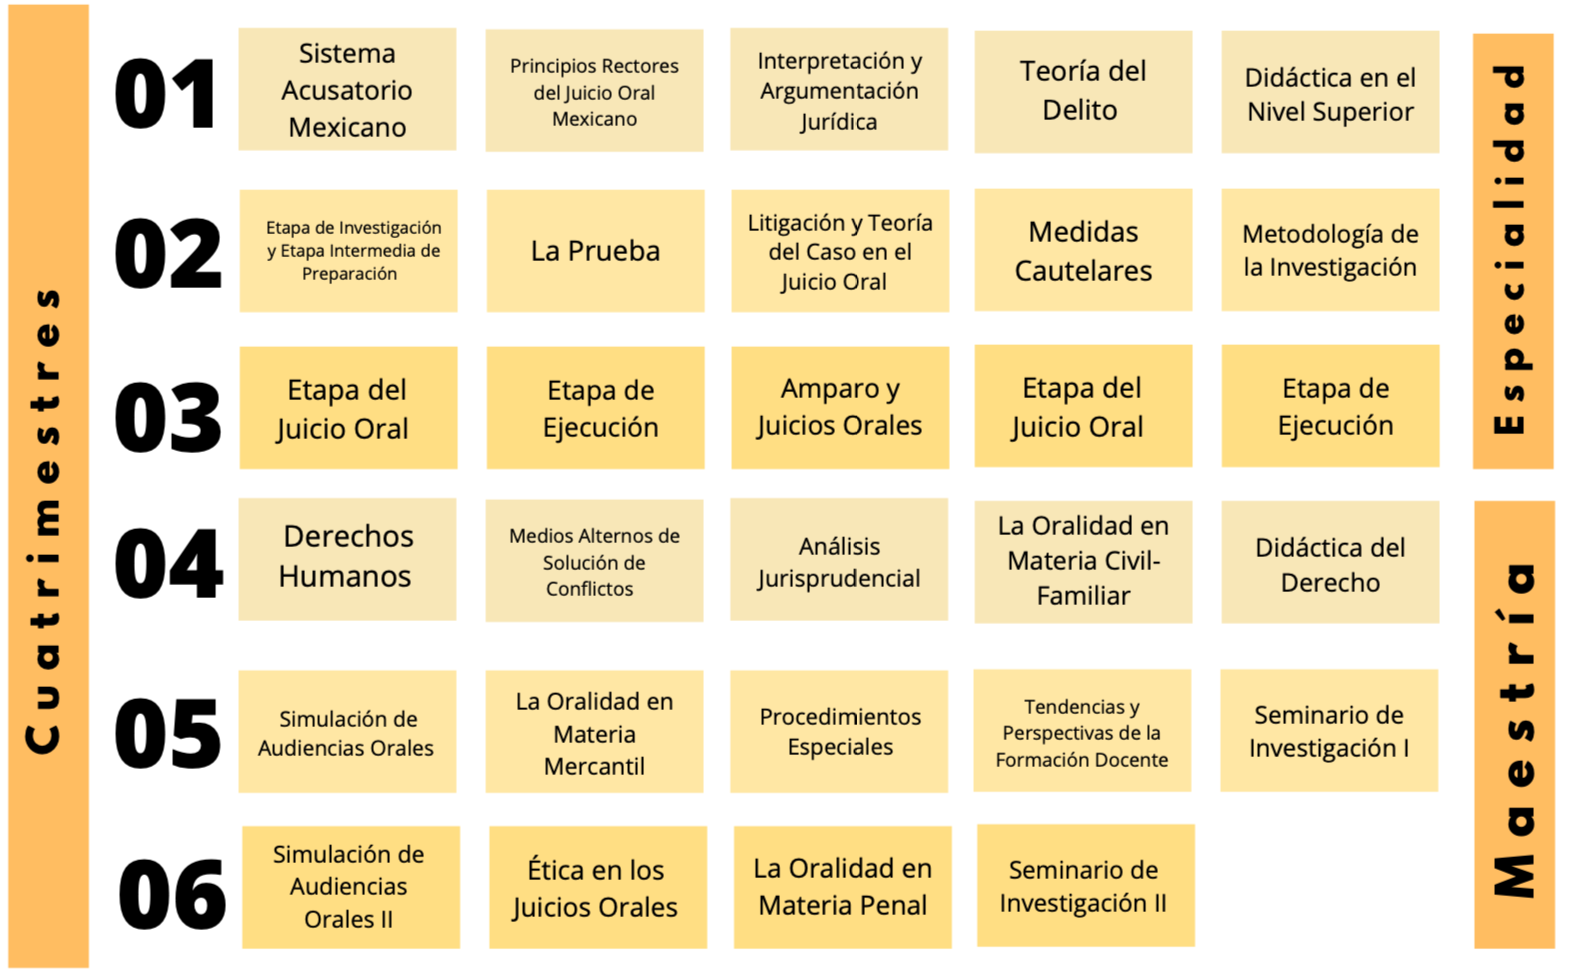 Cuatrimestres
01
Sistema
Acusatorio
Mexicano
Principios Rectores
del Juicio Oral
Mexicano
Interpretación y
Argumentación
Jurídica
Teoría del
Delito
Didáctica en el
Nivel Superior
Especialidad
02
Etapa de Investigación
y Etapa Intermedia de
Preparación
La Prueba
Litigación y Teoría
del Caso en el
Juicio Oral
Medidas
Cautelares
Metodología de
la Investigación
03
Etapa del
Juicio Oral
Etapa de
Ejecución
Amparo y
Juicios Orales
Etapa del
Juicio Oral
Etapa de
Ejecución
04
Derechos
Humanos
Medios Alternos de
Solución de
Conflictos
Análisis
Jurisprudencial
La Oralidad en
Materia Civil-
Familiar
Didáctica del
Derecho
Maestría
05
Simulación de
Audiencias Orales
La Oralidad en
Materia
Mercantil
Procedimientos
Especiales
Tendencias y
Perspectivas de la
Formación Docente
Seminario de
Investigación I
06
Simulación de
Audiencias
Orales II
Ética en los
Juicios Orales
La Oralidad en
Materia Penal
Seminario de
Investigación II